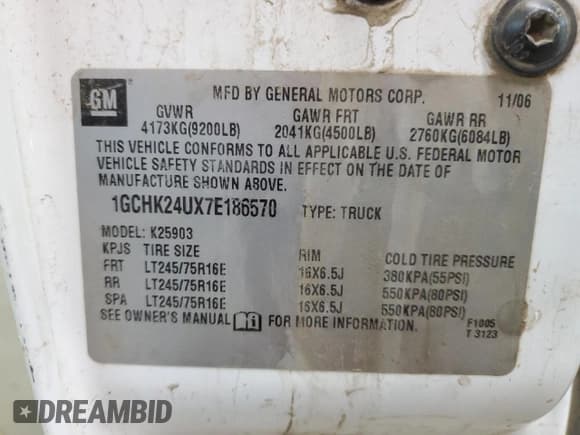 GM
MFD BY GENERAL MOTORS CORP. 11/06
GVWR GAWR FRT GAWR RR
4173KG(9200LB) 2041KG(4500LB) 2760KG(6084LB)
THIS VEHICLE CONFORMS TO ALL APPLICABLE U.S. FEDERAL MOTOR
VEHICLE SAFETY STANDARDS IN EFFECT ON THE DATE OF
MANUFACTURE SHOWN ABOVE.
1GCHK24UX7E186570 TYPE: TRUCK
MODEL: K25903
KPJS TIRE SIZE RIM COLD TIRE PRESSURE
FRT LT245/75R16E 16X6.5J 380KPA(55PSI)
RR LT245/75R16E 16X6.5J 550KPA(80PSI)
SPA LT245/75R16E 16X6.5J 550KPA(80PSI)
SEE OWNER'S MANUAL FOR MORE INFORMATION.
F1005
T 3123
DREAMBID